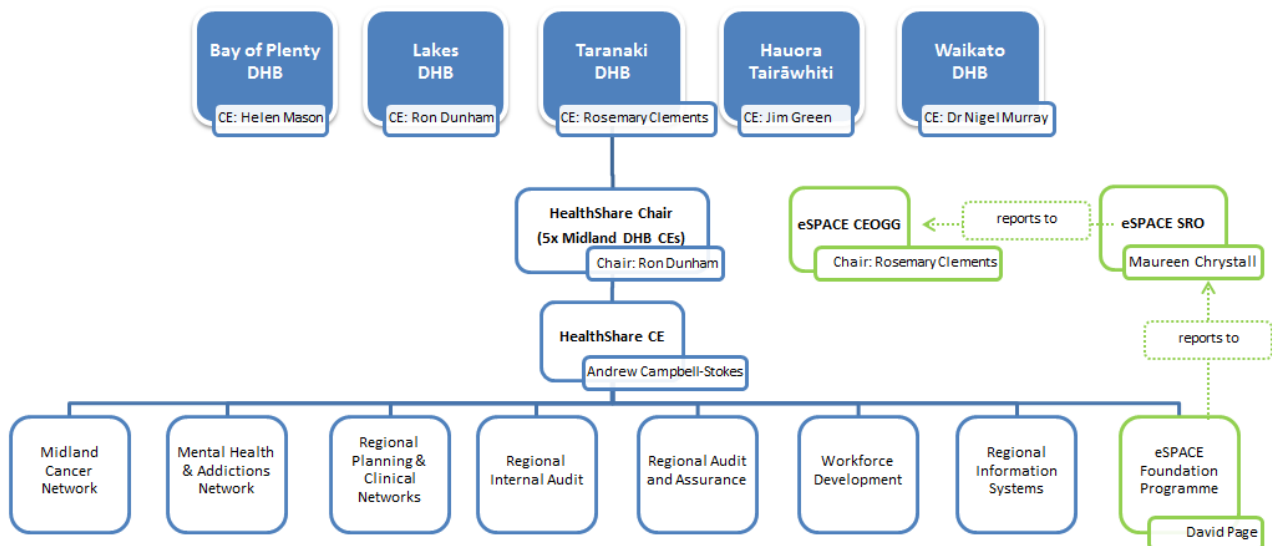 Bay of Plenty
DHB
CE: Helen Mason
Lakes
DHB
CE: Ron Dunham
Taranaki
DHB
CE: Rosemary Clements
Hauora
Tairāwhiti
CE: Jim Green
Waikato
DHB
CE: Dr Nigel Murray
HealthShare Chair
(5x Midland DHB CEs)
Chair: Ron Dunham
eSPACE CEOGG
Chair: Rosemary Clements
reports to
eSPACE SRO
Maureen Chrystall
HealthShare CE
Andrew Campbell-Stokes
reports to
Midland
Cancer
Network
Mental Health
& Addictions
Network
Regional
Planning &
Clinical
Networks
Regional
Internal Audit
Regional Audit
and Assurance
Workforce
Development
Regional
Information
Systems
eSPACE
Foundation
Programme
David Page